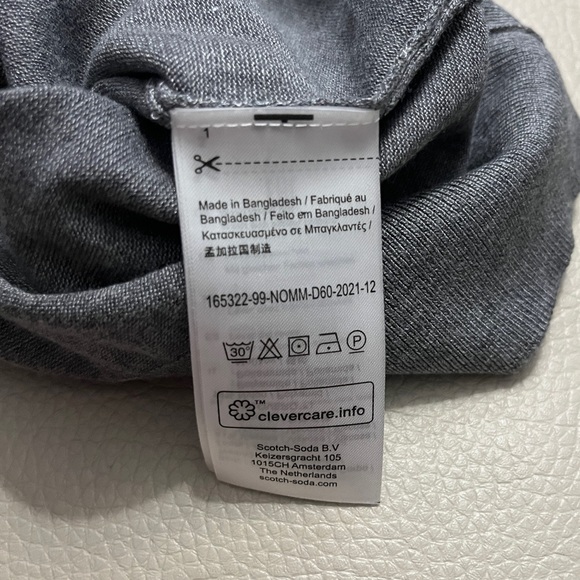 1
Made in Bangladesh / Fabriqué au
Bangladesh / Feito em Bangladesh /
Κατασκευασμένο σε Μπαγκλαντές /
孟加拉国制造
165322-99-NOMM-D60-2021-12
30° P
™ clevercare.info
Scotch-Soda B.V
Keizersgracht 105
1015CH Amsterdam
The Netherlands
scotch-soda.com